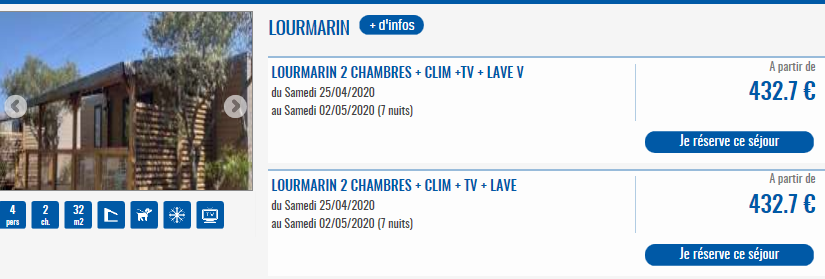 LOURMARIN + d'infos
LOURMARIN 2 CHAMBRES + CLIM +TV + LAVE V
du Samedi 25/04/2020
au Samedi 02/05/2020 (7 nuits)
A partir de
432.7 €
Je réserve ce séjour
LOURMARIN 2 CHAMBRES + CLIM + TV + LAVE
du Samedi 25/04/2020
au Samedi 02/05/2020 (7 nuits)
A partir de
432.7 €
Je réserve ce séjour
4 2 32
pers ch. m2
TV